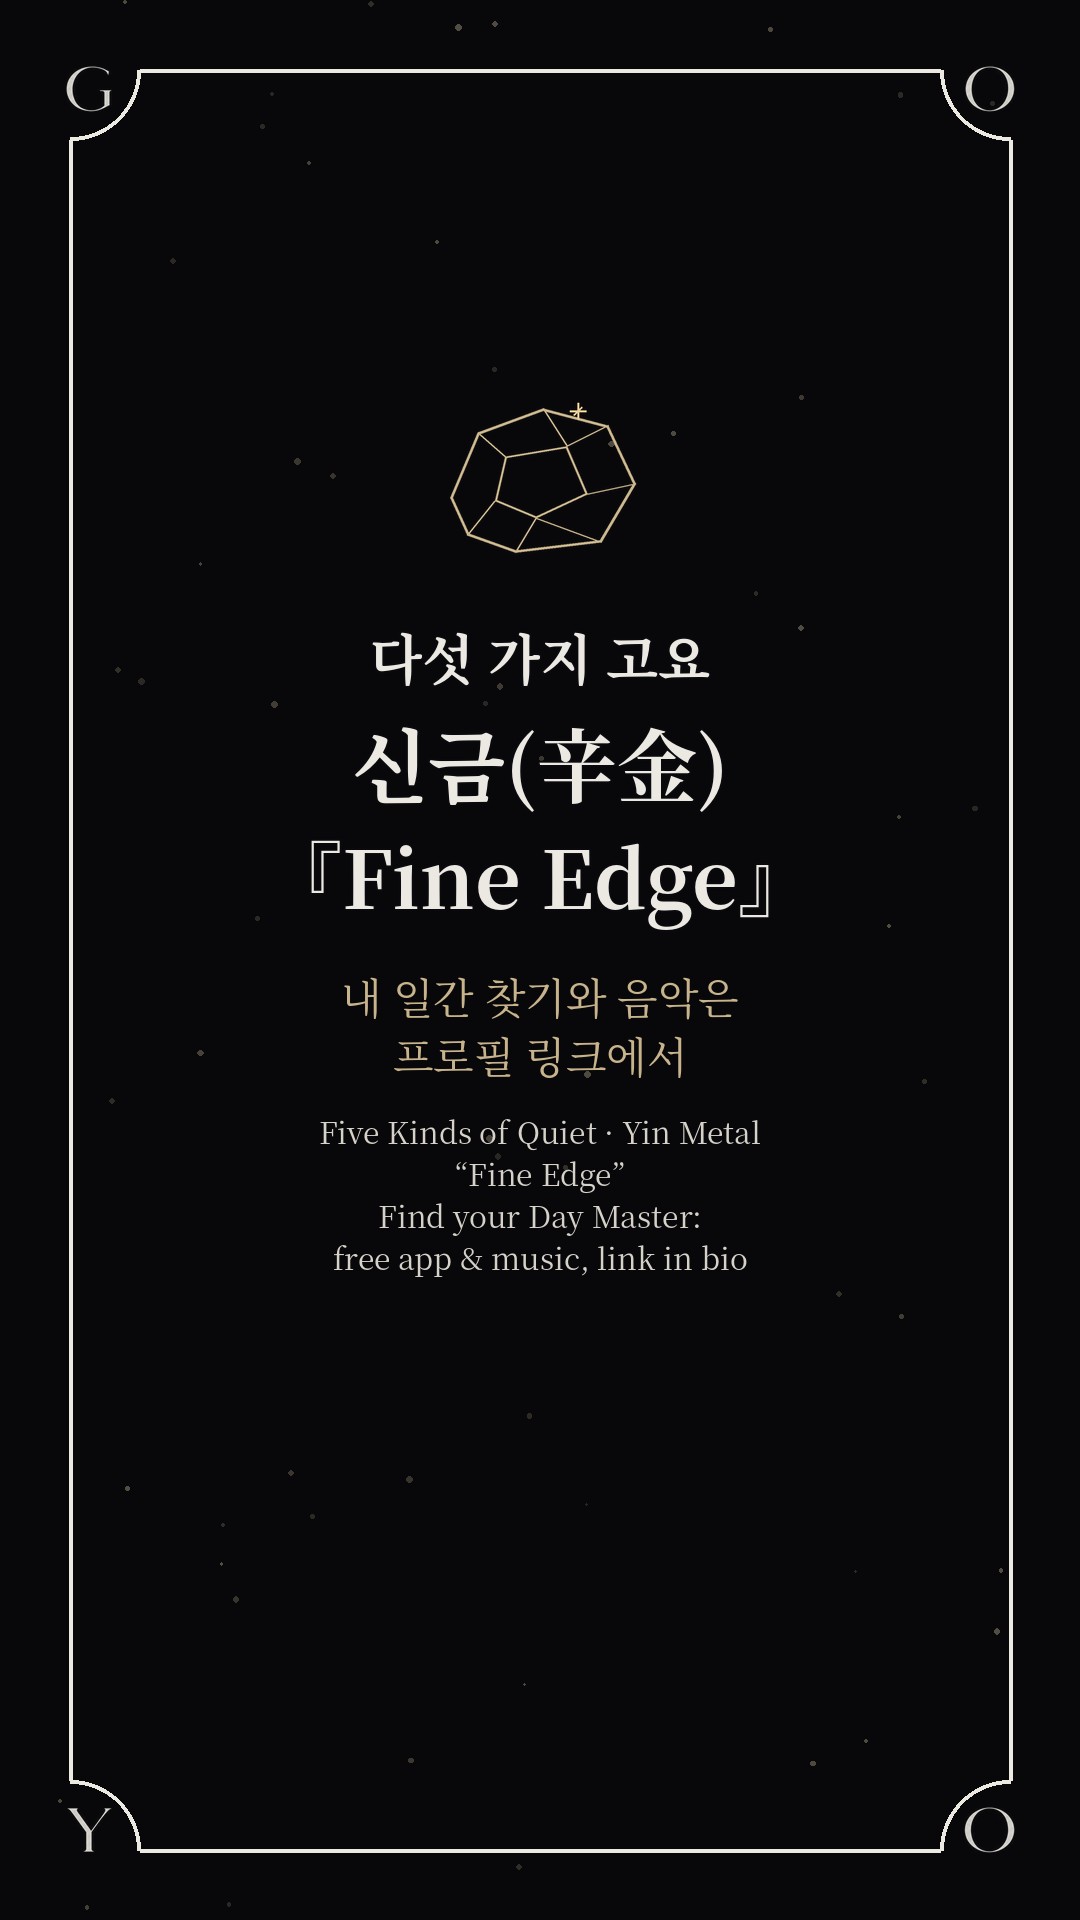 G O
다섯 가지 고요
신금(辛金)
『Fine Edge』
내 일간 찾기와 음악은
프로필 링크에서
Five Kinds of Quiet · Yin Metal
“Fine Edge”
Find your Day Master:
free app & music, link in bio
Y O